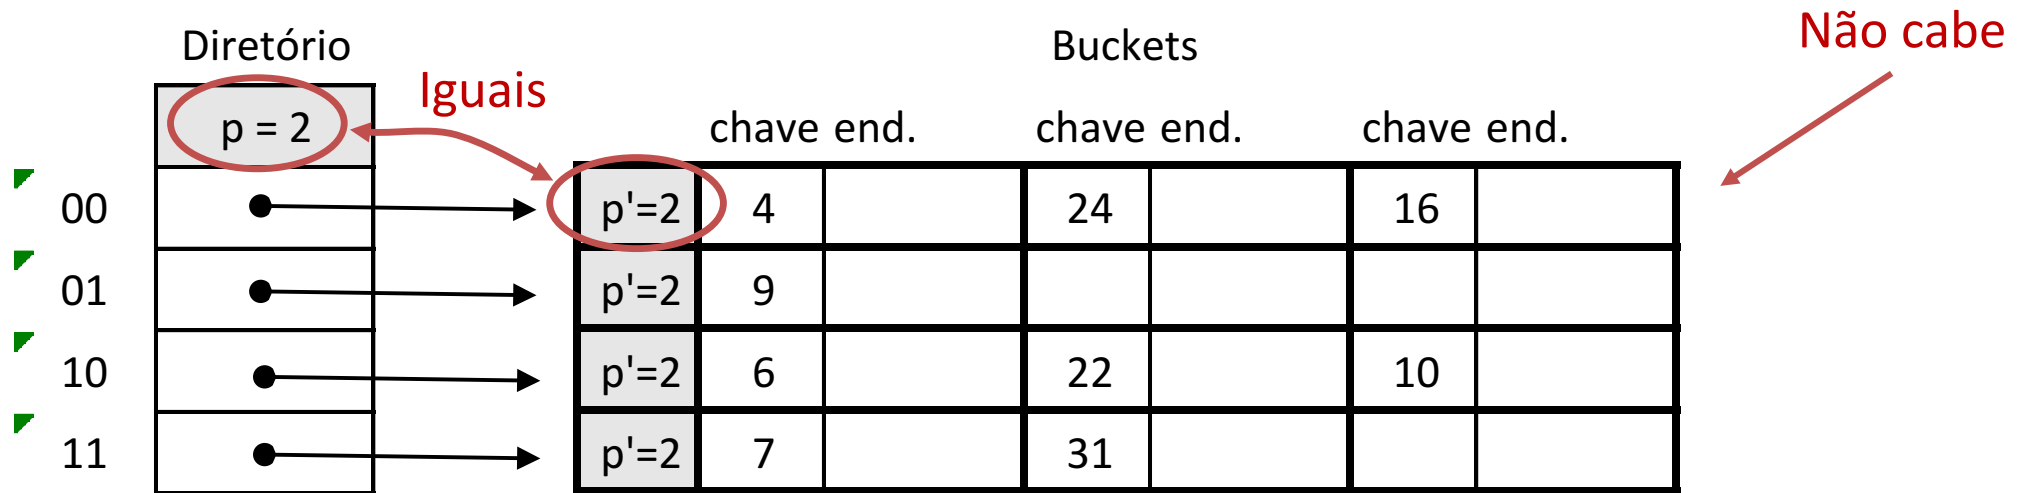 Não cabe
Diretório Buckets
Iguais
p = 2 chave end. chave end. chave end.
00 p'=2 4 24 16
01 p'=2 9
10 p'=2 6 22 10
11 p'=2 7 31